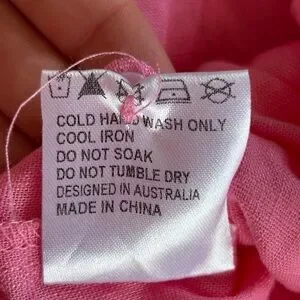 COLD HAND WASH ONLY
COOL IRON
DO NOT SOAK
DO NOT TUMBLE DRY
DESIGNED IN AUSTRALIA
MADE IN CHINA